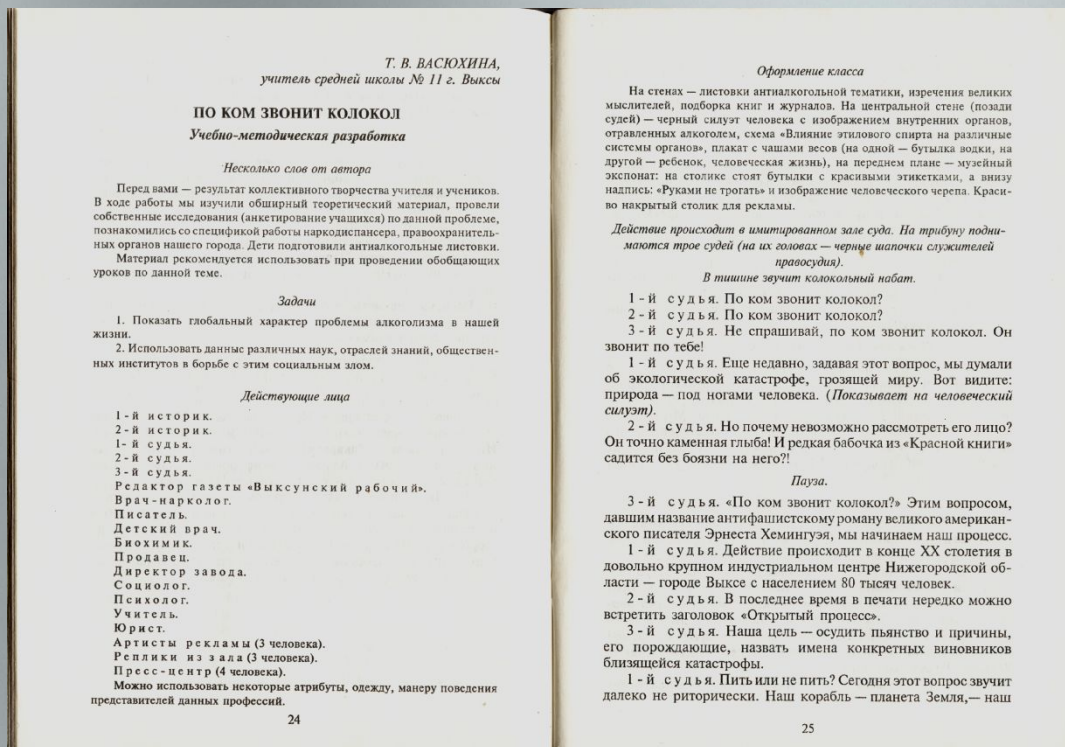 Т. В. ВАСЮХИНА,
учитель средней школы № 11 г. Выксы
ПО КОМ ЗВОНИТ КОЛОКОЛ
Учебно-методическая разработка
Несколько слов от автора
Перед вами — результат коллективного творчества учителя и учеников.
В ходе работы мы изучили обширный теоретический материал, провели
собственные исследования (анкетирование учащихся) по данной проблеме,
познакомились со спецификой работы наркодиспансера, правоохранитель-
ных органов нашего города. Дети подготовили антиалкогольные листовки.
Материал рекомендуется использовать при проведении обобщающих
уроков по данной теме.
Задачи
1. Показать глобальный характер проблемы алкоголизма в нашей
жизни.
2. Использовать данные различных наук, отраслей знаний, обществен-
ных институтов в борьбе с этим социальным злом.
Действующие лица
1-й историк.
2-й историк.
1- й судья.
2-й судья.
3-й судья.
Редактор газеты «Выксунский рабочий».
Врач-нарколог.
Писатель.
Детский врач.
Биохимик.
Продавец.
Директор завода.
Социолог.
Психолог.
Учитель.
Юрист.
Артисты рекламы (3 человека).
Реплики из зала (3 человека).
Пресс-центр (4 человека).
Можно использовать некоторые атрибуты, одежду, манеру поведения
представителей данных профессий.
24
Оформление класса
На стенах — листовки антиалкогольной тематики, изречения великих
мыслителей, подборка книг и журналов. На центральной стене (позади
судей) — черный силуэт человека с изображением внутренних органов,
отравленных алкоголем, схема «Влияние этилового спирта на различные
системы органов», плакат с чашами весов (на одной — бутылка водки, на
другой — ребенок, человеческая жизнь), на переднем плане — музейный
экспонат: на столике стоят бутылки с красивыми этикетками, а внизу
надпись: «Руками не трогать» и изображение человеческого черепа. Краси-
во накрытый столик для рекламы.
Действие происходит в имитированном зале суда. На трибуну подни-
маются трое судей (на их головах — черные шапочки служителей
правосудия).
В тишине звучит колокольный набат.
1-й судья. По ком звонит колокол?
2-й судья. По ком звонит колокол?
3-й судья. Не спрашивай, по ком звонит колокол. Он
звонит по тебе!
1-й судья. Еще недавно, задавая этот вопрос, мы думали
об экологической катастрофе, грозящей миру. Вот видите:
природа — под ногами человека. (Показывает на человеческий
силуэт).
2-й судья. Но почему невозможно рассмотреть его лицо?
Он точно каменная глыба! И редкая бабочка из «Красной книги»
садится без боязни на него?!
Пауза.
3-й судья. «По ком звонит колокол?» Этим вопросом,
давшим название антифашистскому роману великого американ-
ского писателя Эрнеста Хемингуэя, мы начинаем наш процесс.
1-й судья. Действие происходит в конце XX столетия в
довольно крупном индустриальном центре Нижегородской об-
ласти — городе Выксе с населением 80 тысяч человек.
2-й судья. В последнее время в печати нередко можно
встретить заголовок «Открытый процесс».
3-й судья. Наша цель — осудить пьянство и причины,
его порождающие, назвать имена конкретных виновников
близящейся катастрофы.
1-й судья. Пить или не пить? Сегодня этот вопрос звучит
далеко не риторически. Наш корабль — планета Земля,— наш
25